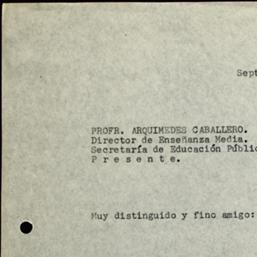 Sept
PROFR. ARQUIMEDES CABALLERO.
Director de Enseñanza Media.
Secretaría de Educación Públic
P r e s e n t e.
Muy distinguido y fino amigo: